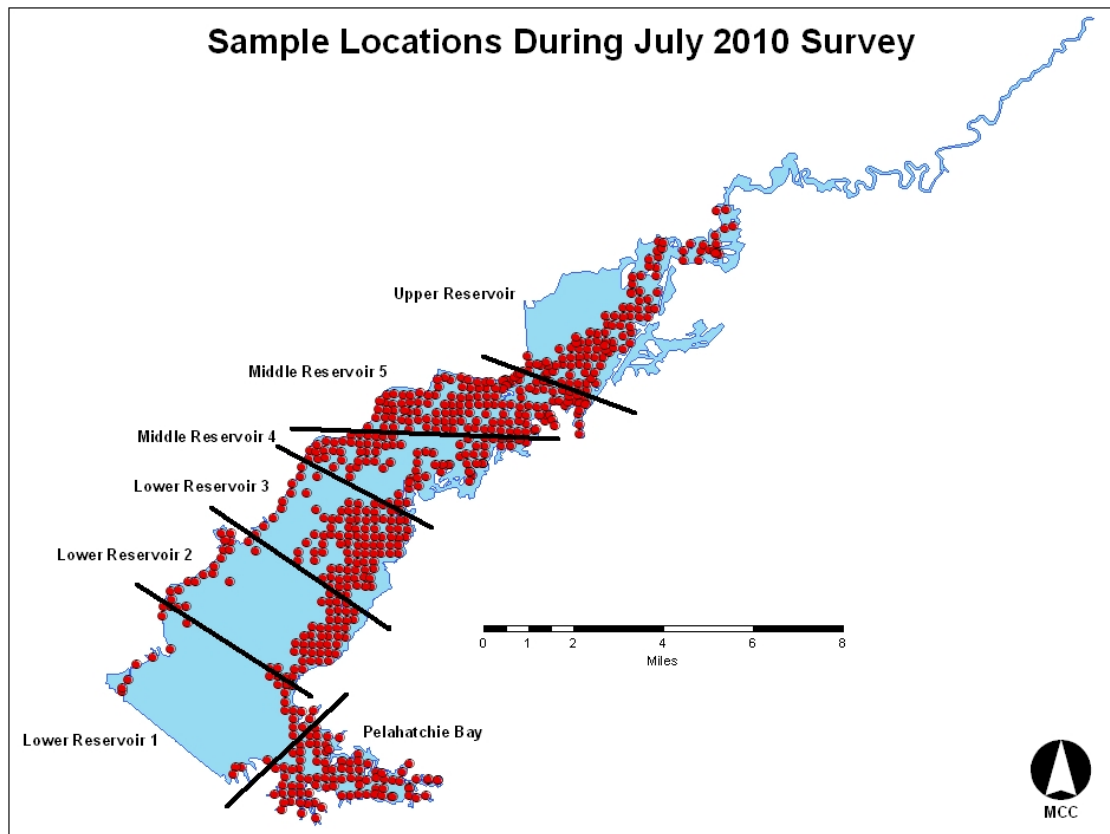 Sample Locations During July 2010 Survey
Upper Reservoir
Middle Reservoir 5
Middle Reservoir 4
Lower Reservoir 3
Lower Reservoir 2
0 1 2 4 6 8
Miles
Lower Reservoir 1
Pelahatchie Bay
MCC